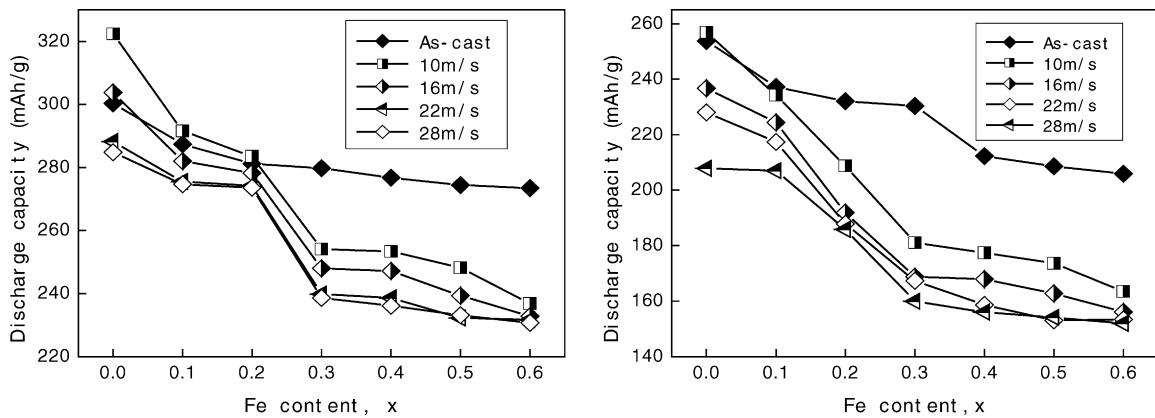 320
300
280
260
240
220
Discharge capacity (mAh/g)
As-cast
10m/s
16m/s
22m/s
28m/s
0.0 0.1 0.2 0.3 0.4 0.5 0.6
Fe content, x
260
240
220
200
180
160
140
Discharge capacity (mAh/g)
As-cast
10m/s
16m/s
22m/s
28m/s
0.0 0.1 0.2 0.3 0.4 0.5 0.6
Fe content, x